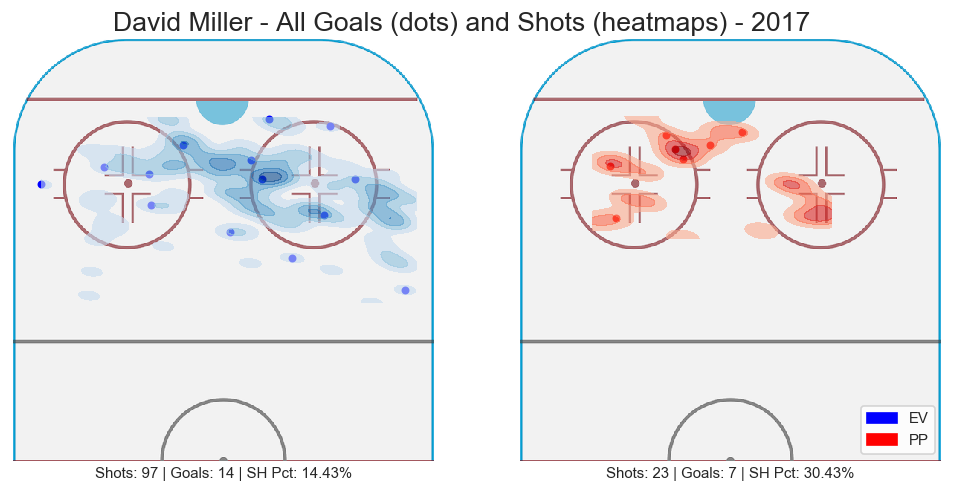 David Miller - All Goals (dots) and Shots (heatmaps) - 2017
EV
PP
Shots: 97 | Goals: 14 | SH Pct: 14.43%
Shots: 23 | Goals: 7 | SH Pct: 30.43%